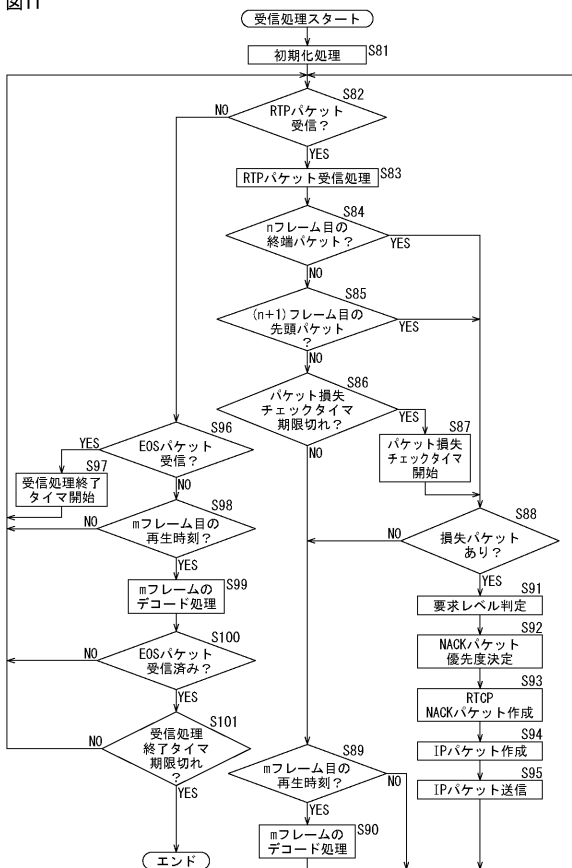 図11
受信処理スタート
初期化処理
S81
S82
RTPパケット
受信?
NO
YES
RTPパケット受信処理
S83
S84
nフレーム目の
終端パケット?
YES
NO
S85
(n+1)フレーム目の
先頭パケット
?
YES
NO
S86
パケット損失
チェックタイマ
期限切れ?
YES
NO
S87
パケット損失
チェックタイマ
開始
S88
損失パケット
あり?
NO
YES
S91
要求レベル判定
S92
NACKパケット
優先度決定
S93
RTCP
NACKパケット作成
S94
IPパケット作成
S95
IPパケット送信
S96
EOSパケット
受信?
YES
NO
S97
受信処理終了
タイマ開始
S98
mフレーム目の
再生時刻?
NO
YES
S99
mフレームの
デコード処理
S100
EOSパケット
受信済み?
NO
YES
S101
受信処理
終了タイマ
期限切れ
?
NO
YES
エンド
S89
mフレーム目の
再生時刻?
NO
YES
S90
mフレームの
デコード処理